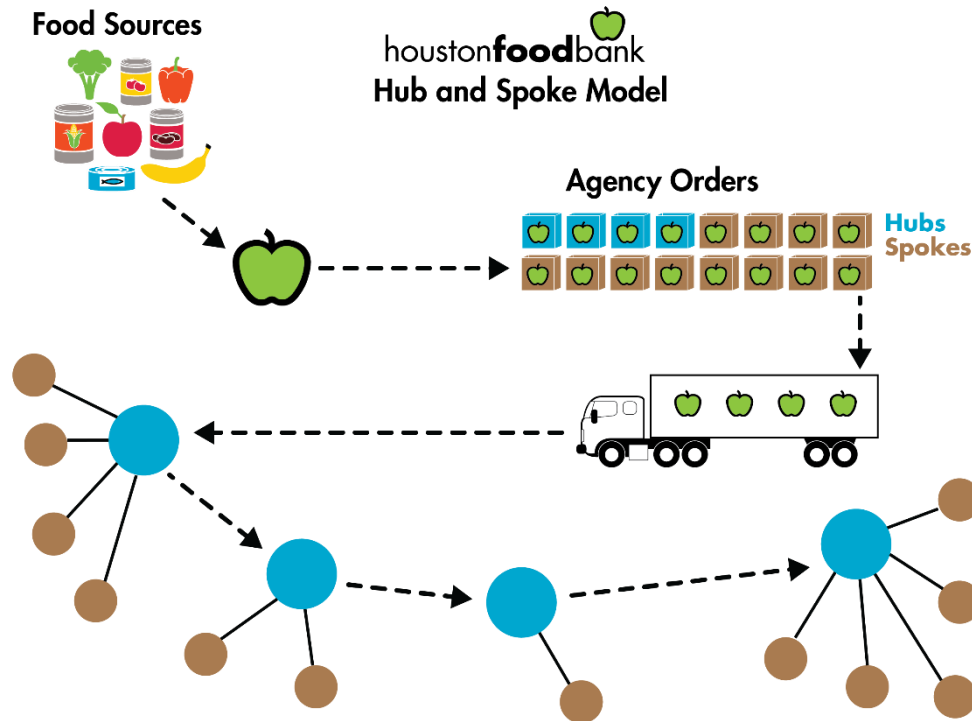 Food Sources
houstonfoodbank
Hub and Spoke Model
Agency Orders
Hubs
Spokes